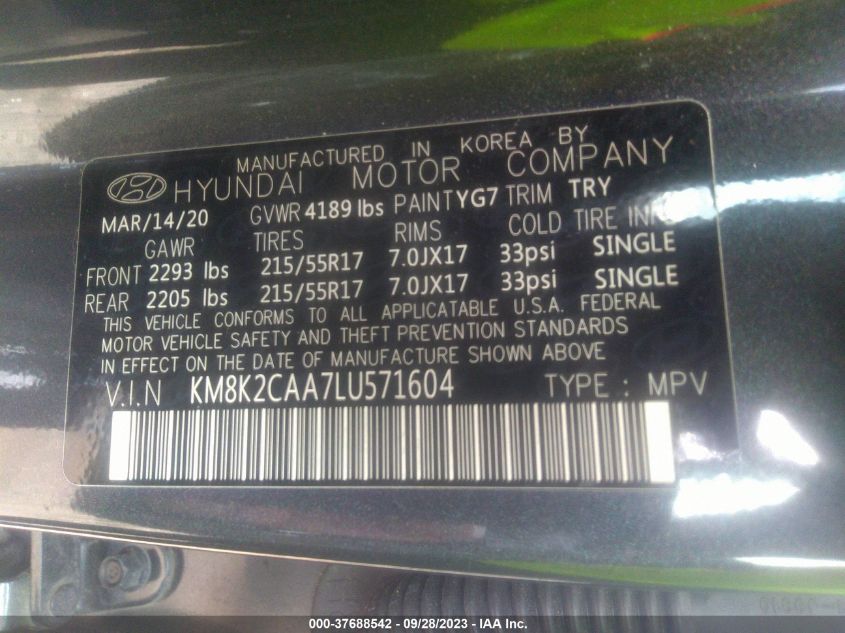 MANUFACTURED IN KOREA BY
HYUNDAI MOTOR COMPANY
MAR/14/20 GVWR 4189 lbs PAINT YG7 TRIM TRY
GAWR TIRES RIMS COLD TIRE
FRONT 2293 lbs 215/55R17 7.0JX17 33psi SINGLE
REAR 2205 lbs 215/55R17 7.0JX17 33psi SINGLE
THIS VEHICLE CONFORMS TO ALL APPLICATABLE U.S.A. FEDERAL
MOTOR VEHICLE SAFETY AND THEFT PREVENTION STANDARDS
IN EFFECT ON THE DATE OF MANUFACTURE SHOWN ABOVE
V.I.N KM8K2CAA7LU571604 TYPE : MPV
000-37688542 / 09/28/2023 - IAA Inc.